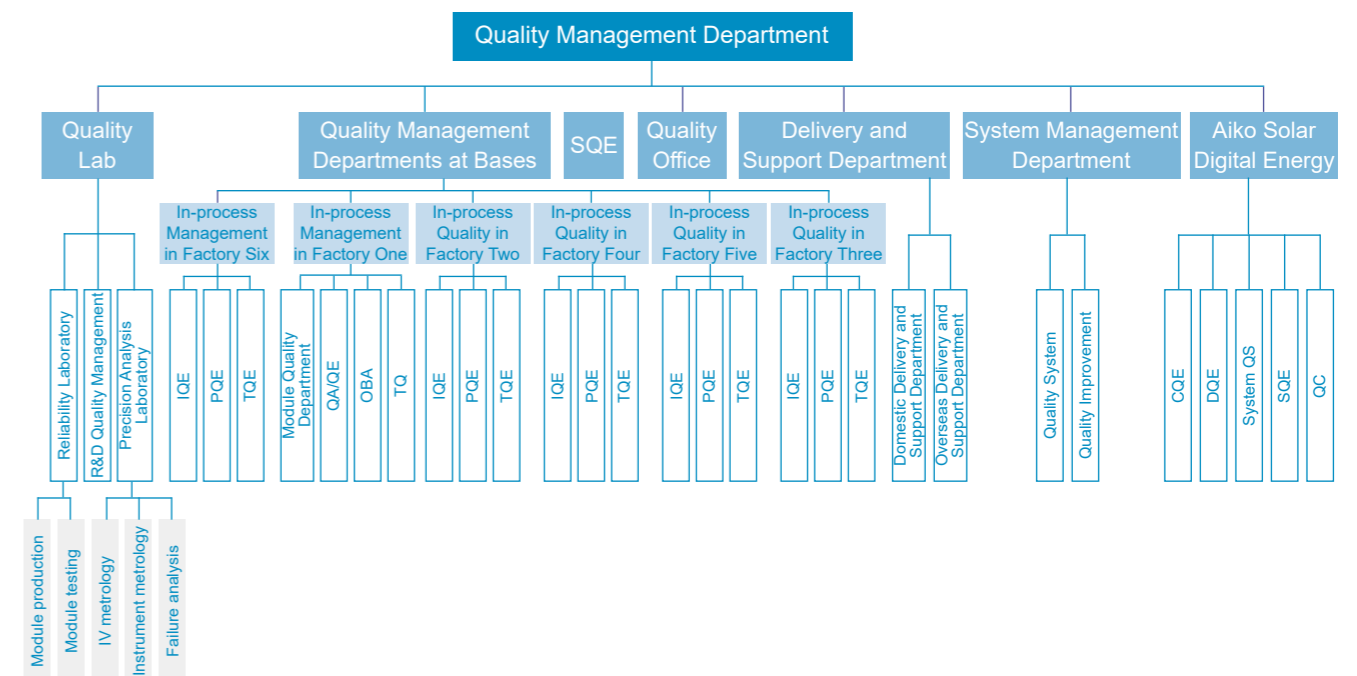 Quality Management Department
Quality
Lab
Quality Management
Departments at Bases
SQE
Quality
Office
Delivery and
Support Department
System Management
Department
Aiko Solar
Digital Energy
In-process
Management
in Factory Six
In-process
Management
in Factory One
In-process
Quality in
Factory Two
In-process
Quality in
Factory Four
In-process
Quality in
Factory Five
In-process
Quality in
Factory Three
Reliability Laboratory
R&D Quality Management
Precision Analysis
Laboratory
IQE
PQE
TQE
Module Quality
Department
QA/QE
OBA
TQ
IQE
PQE
TQE
IQE
PQE
TQE
IQE
PQE
TQE
IQE
PQE
TQE
Domestic Delivery and
Support Department
Overseas Delivery and
Support Department
Quality System
Quality Improvement
CQE
DQE
System QS
SQE
QC
Module production
Module testing
IV metrology
Instrument metrology
Failure analysis